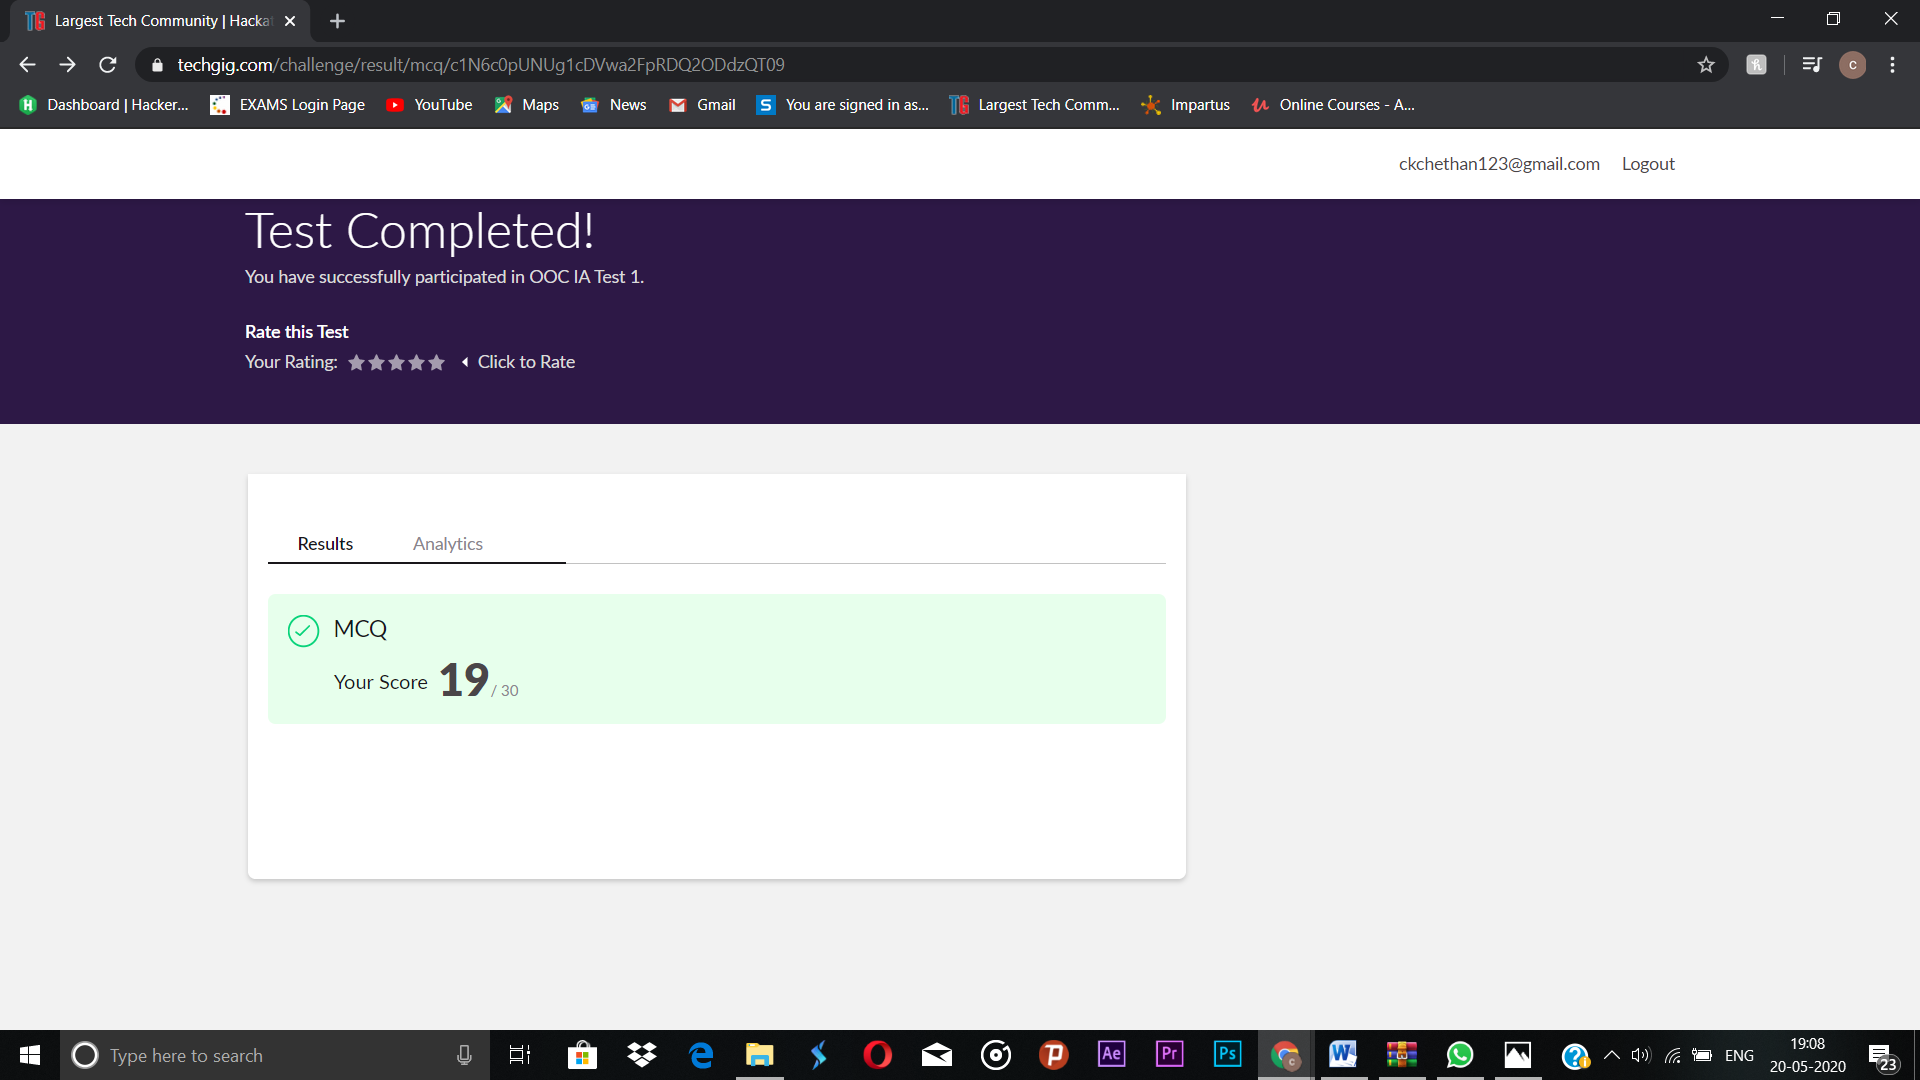 Largest Tech Community | Hacka
techgig.com/challenge/result/mcq/c1N6c0pUNUg1cDVwa2FpRDQ2ODdzQT09
Dashboard | Hacker... EXAMS Login Page YouTube Maps News Gmail You are signed in as... Largest Tech Comm... Impartus Online Courses - A...
ckchethan123@gmail.com Logout
Test Completed!
You have successfully participated in OOC IA Test 1.
Rate this Test
Your Rating: Click to Rate
Results Analytics
MCQ
Your Score 19 / 30
Type here to search
Ae Pr Ps
ENG
19:08
20-05-2020
23